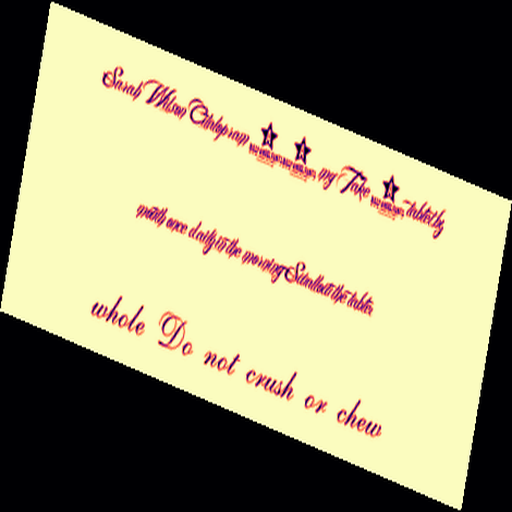 Sarah Wilson Citalopram mg Take tablet by
mouth once daily in the morning Swallow the tablet
whole Do not crush or chew